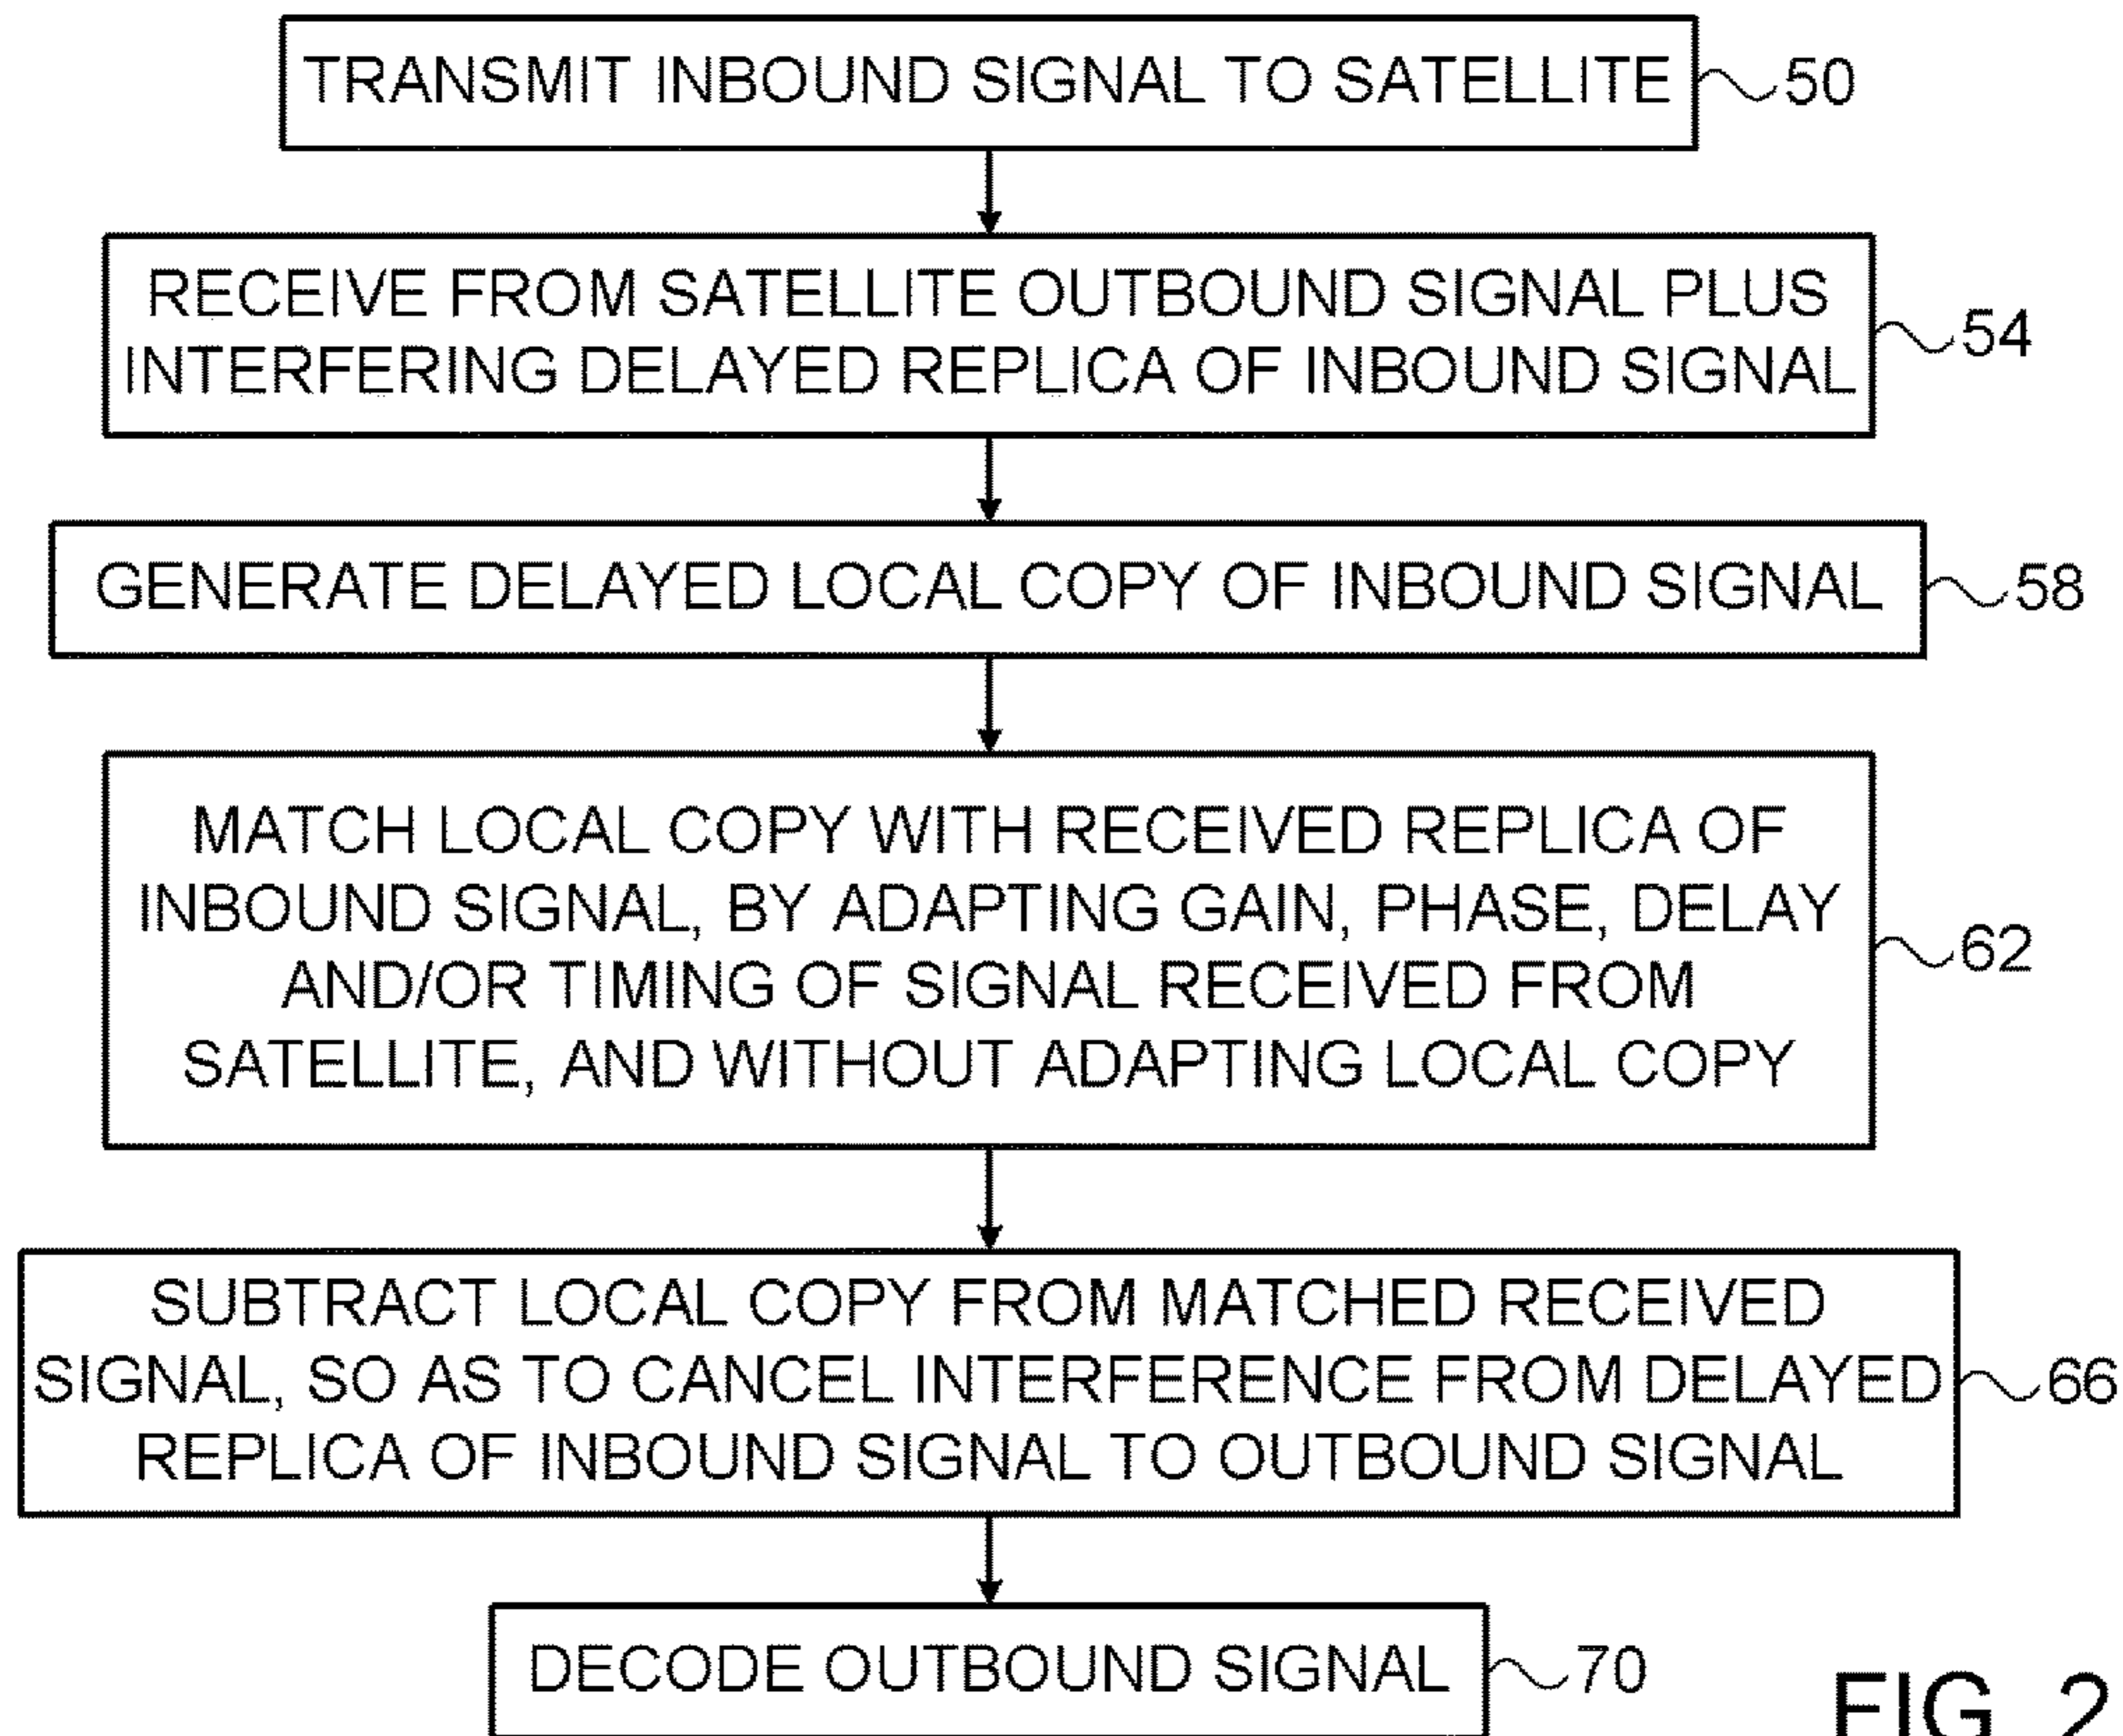 TRANSMIT INBOUND SIGNAL TO SATELLITE
50
RECEIVE FROM SATELLITE OUTBOUND SIGNAL PLUS
INTERFERING DELAYED REPLICA OF INBOUND SIGNAL
54
GENERATE DELAYED LOCAL COPY OF INBOUND SIGNAL
58
MATCH LOCAL COPY WITH RECEIVED REPLICA OF
INBOUND SIGNAL, BY ADAPTING GAIN, PHASE, DELAY
AND/OR TIMING OF SIGNAL RECEIVED FROM
SATELLITE, AND WITHOUT ADAPTING LOCAL COPY
62
SUBTRACT LOCAL COPY FROM MATCHED RECEIVED
SIGNAL, SO AS TO CANCEL INTERFERENCE FROM DELAYED
REPLICA OF INBOUND SIGNAL TO OUTBOUND SIGNAL
66
DECODE OUTBOUND SIGNAL
70
FIG. 2